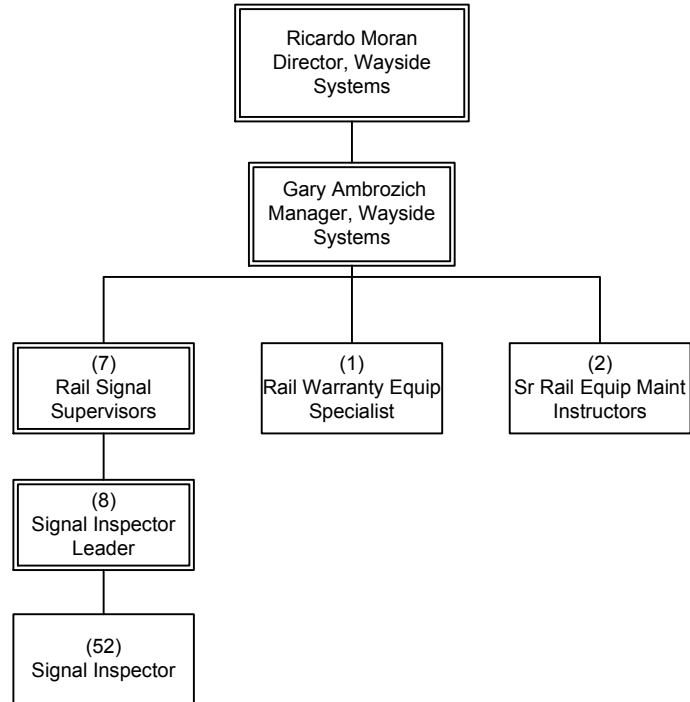 Ricardo Moran
Director, Wayside
Systems
Gary Ambrozich
Manager, Wayside
Systems
(7)
Rail Signal
Supervisors
(1)
Rail Warranty Equip
Specialist
(2)
Sr Rail Equip Maint
Instructors
(8)
Signal Inspector
Leader
(52)
Signal Inspector